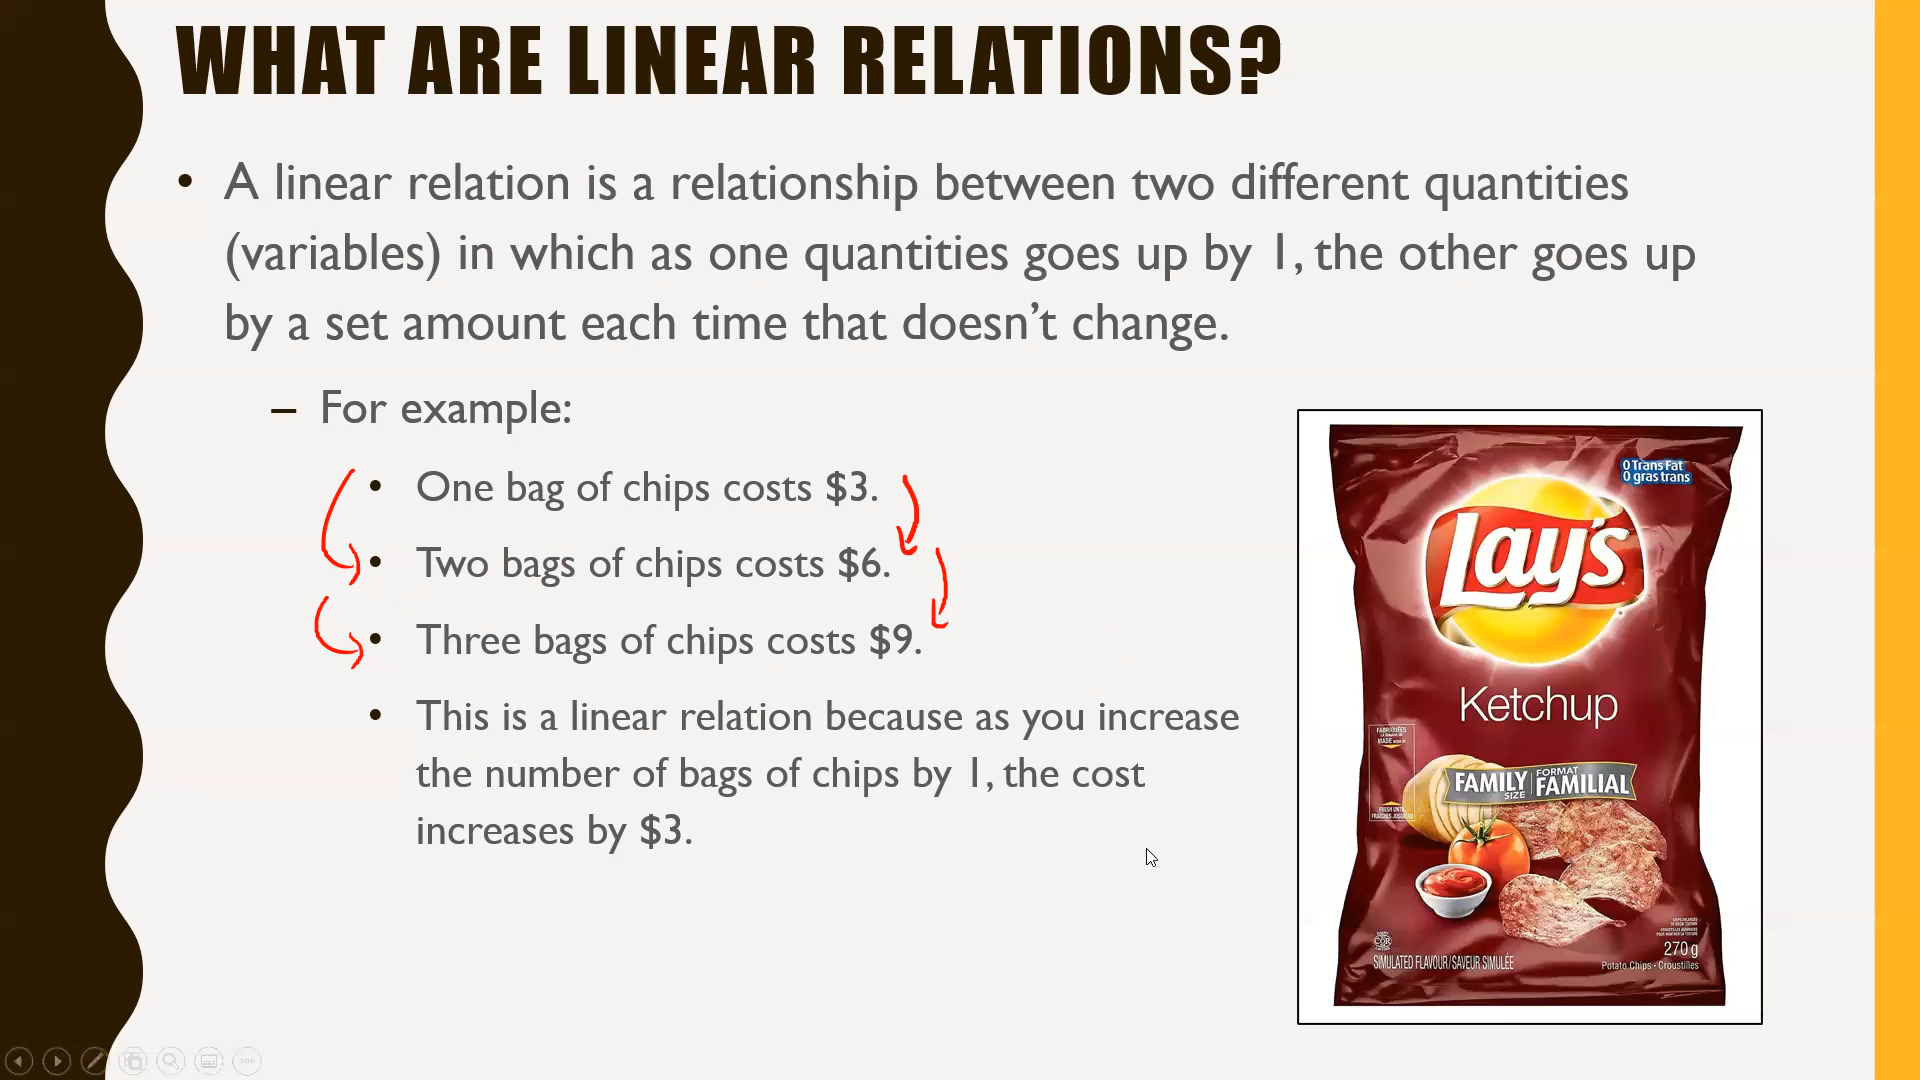 WHAT ARE LINEAR RELATIONS?
• A linear relation is a relationship between two different quantities
(variables) in which as one quantities goes up by 1, the other goes up
by a set amount each time that doesn't change.
– For example:
• One bag of chips costs $3.
• Two bags of chips costs $6.
• Three bags of chips costs $9.
• This is a linear relation because as you increase
the number of bags of chips by 1, the cost
increases by $3.
0 Trans Fat
0 gras trans
Lay's
Ketchup
FAMILY SIZE FORMAT FAMILIAL
COR
SIMULATED FLAVOUR/SAVEUR SIMULÉE
270 g
Potato Chips - Croustilles